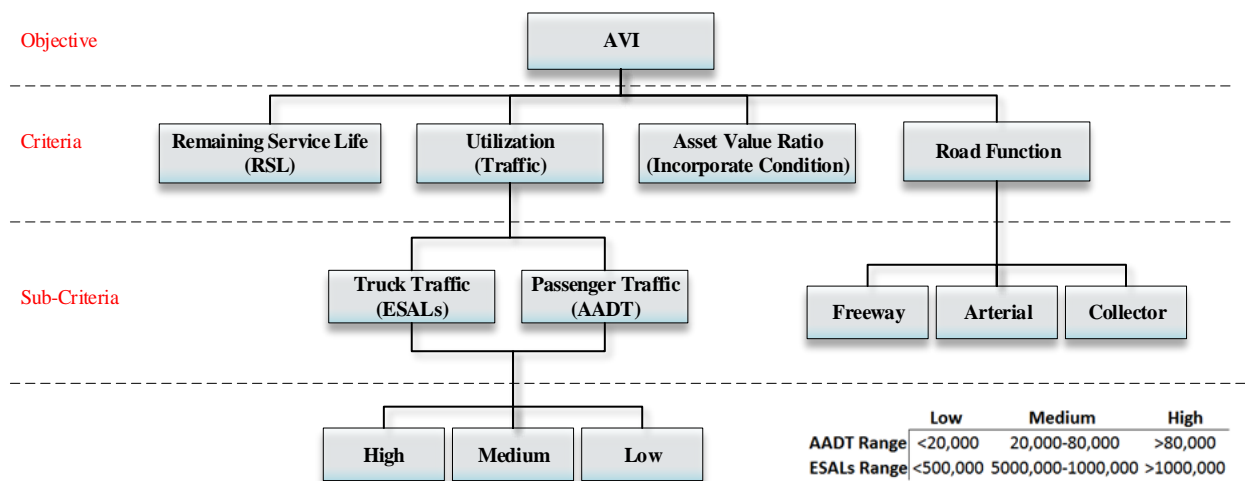 Objective
AVI
Criteria
Remaining Service Life
(RSL)
Utilization
(Traffic)
Asset Value Ratio
(Incorporate Condition)
Road Function
Sub-Criteria
Truck Traffic
(ESALs)
Passenger Traffic
(AADT)
Freeway
Arterial
Collector
High
Medium
Low
Low Medium High
AADT Range <20,000 20,000-80,000 >80,000
ESALs Range <500,000 5000,000-1000,000 >1000,000